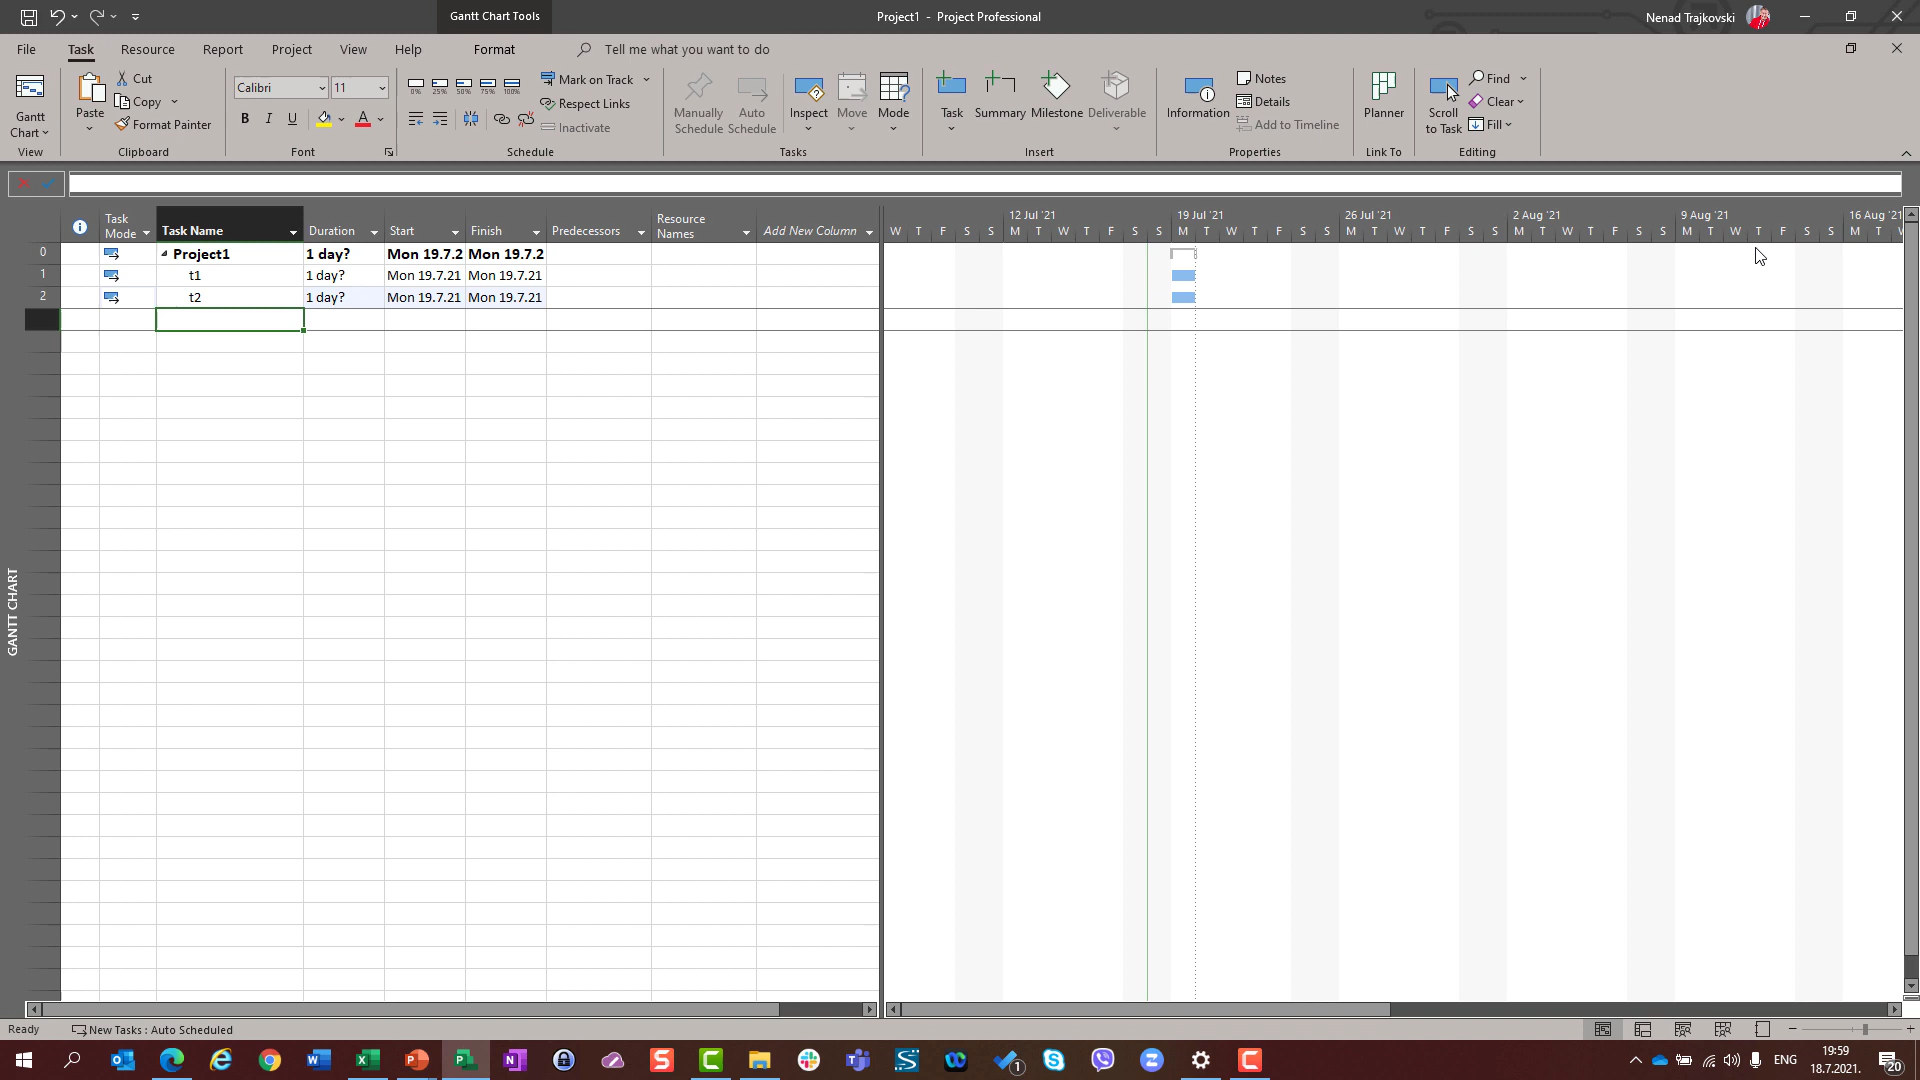 Gantt Chart Tools
Project1 - Project Professional
Nenad Trajkovski
File Task Resource Report Project View Help Format Tell me what you want to do
Gantt Chart
View
Paste
Cut
Copy
Format Painter
Clipboard
Calibri 11
B I U A
Font
0% 25% 50% 75% 100%
Mark on Track
Respect Links
Inactivate
Schedule
Manually Schedule
Auto Schedule
Inspect
Move
Mode
Tasks
Task
Summary
Milestone
Deliverable
Insert
Information
Notes
Details
Add to Timeline
Properties
Planner
Link To
Scroll to Task
Find
Clear
Fill
Editing
Task Mode Task Name Duration Start Finish Predecessors Resource Names Add New Column
12 Jul '21 19 Jul '21 26 Jul '21 2 Aug '21 9 Aug '21 16 Aug '21
W T F S S M T W T F S S M T W T F S S M T W T F S S M T W T F S S M T W T F S S M T W
0 Project1 1 day? Mon 19.7.2 Mon 19.7.2
1 t1 1 day? Mon 19.7.21 Mon 19.7.21
2 t2 1 day? Mon 19.7.21 Mon 19.7.21
GANTT CHART
Ready New Tasks : Auto Scheduled
ENG
19:59
18.7.2021.
20
1